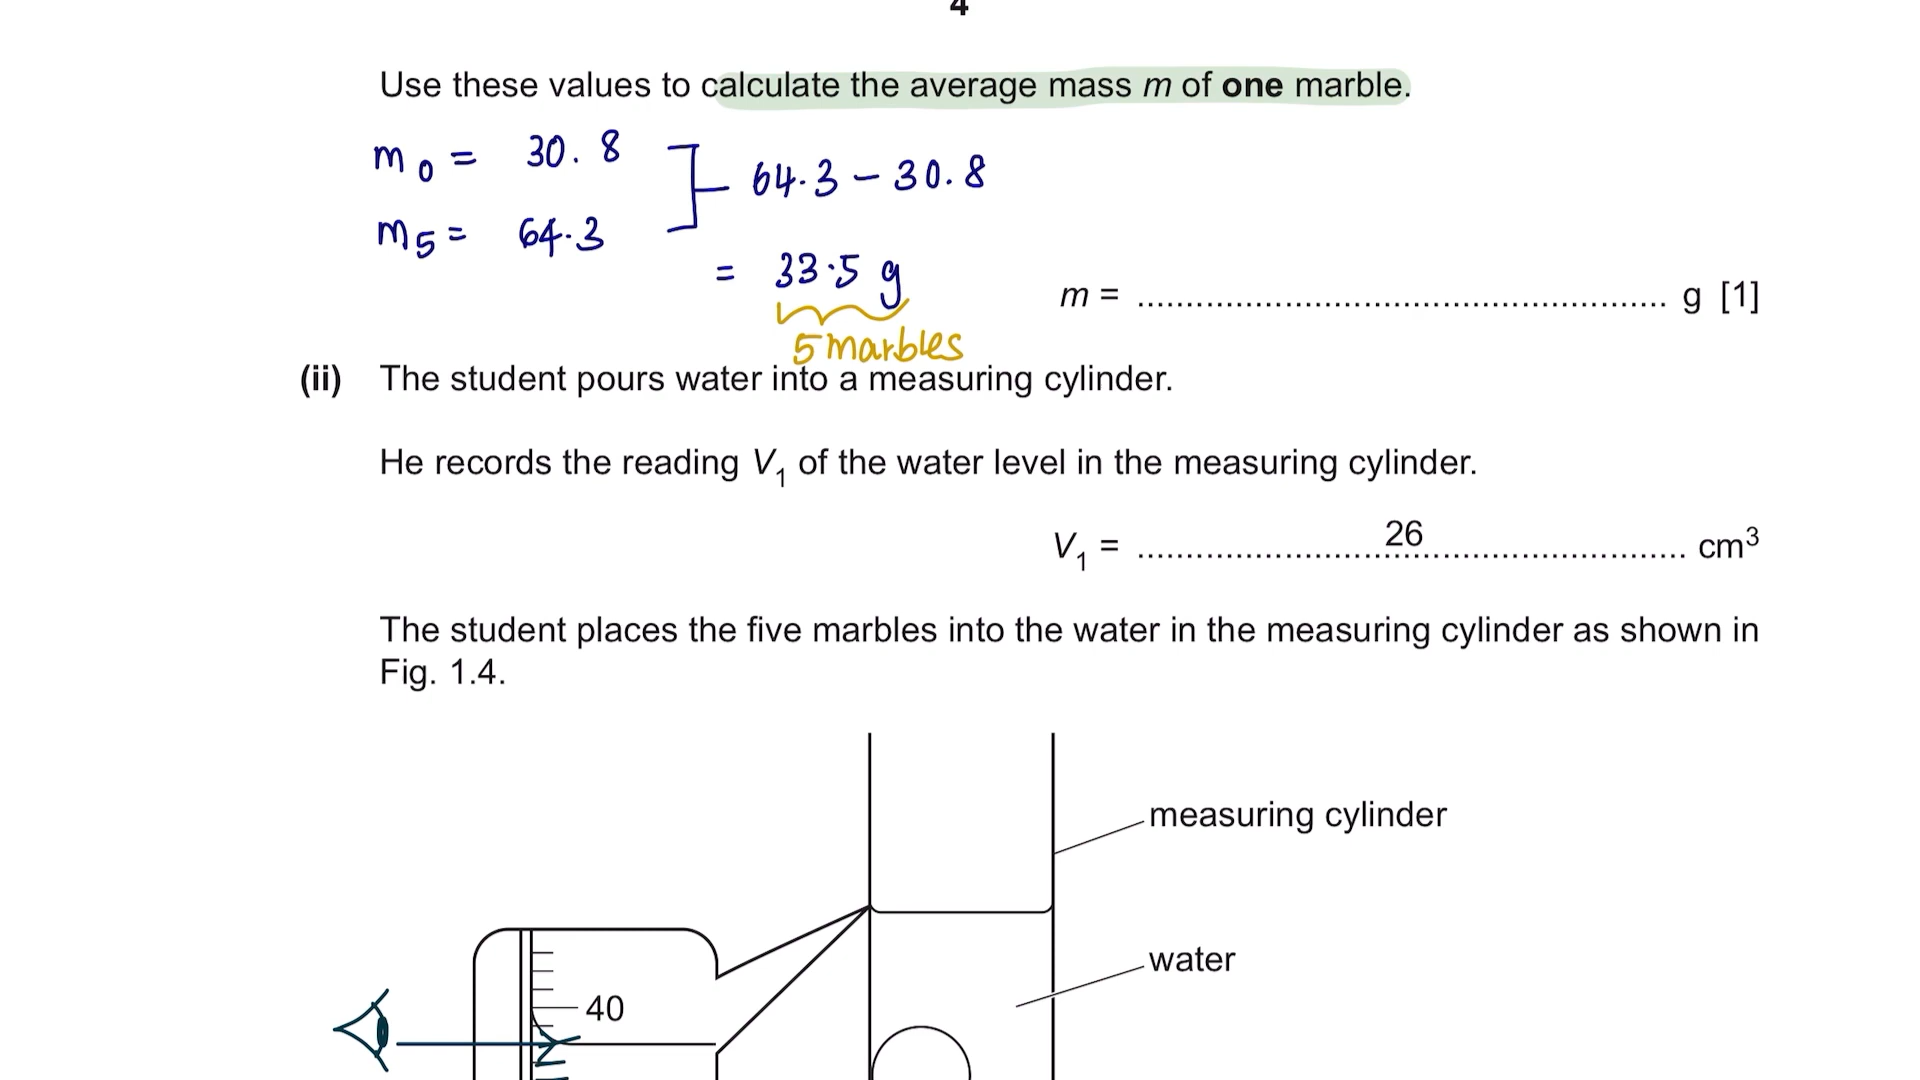 4
Use these values to calculate the average mass m of one marble.
m0 = 30.8
64.3 − 30.8
m5 = 64.3
= 33.5 g
m = ........................................................ g [1]
5 marbles
(ii) The student pours water into a measuring cylinder.
He records the reading V1 of the water level in the measuring cylinder.
V1 = ..........................26............................ cm³
The student places the five marbles into the water in the measuring cylinder as shown in
Fig. 1.4.
measuring cylinder
water
40